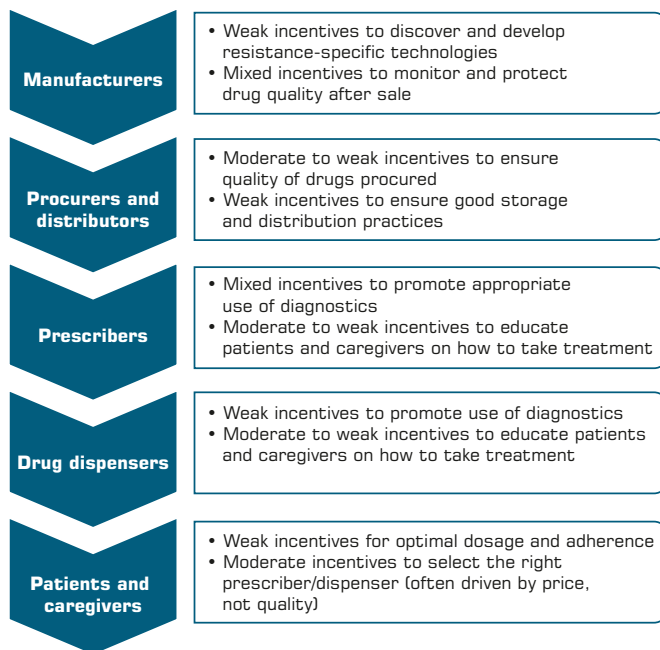 Manufacturers
• Weak incentives to discover and develop
resistance-specific technologies
• Mixed incentives to monitor and protect
drug quality after sale
Procurers and
distributors
• Moderate to weak incentives to ensure
quality of drugs procured
• Weak incentives to ensure good storage
and distribution practices
Prescribers
• Mixed incentives to promote appropriate
use of diagnostics
• Moderate to weak incentives to educate
patients and caregivers on how to take treatment
Drug dispensers
• Weak incentives to promote use of diagnostics
• Moderate to weak incentives to educate patients
and caregivers on how to take treatment
Patients and
caregivers
• Weak incentives for optimal dosage and adherence
• Moderate incentives to select the right
prescriber/dispenser (often driven by price,
not quality)